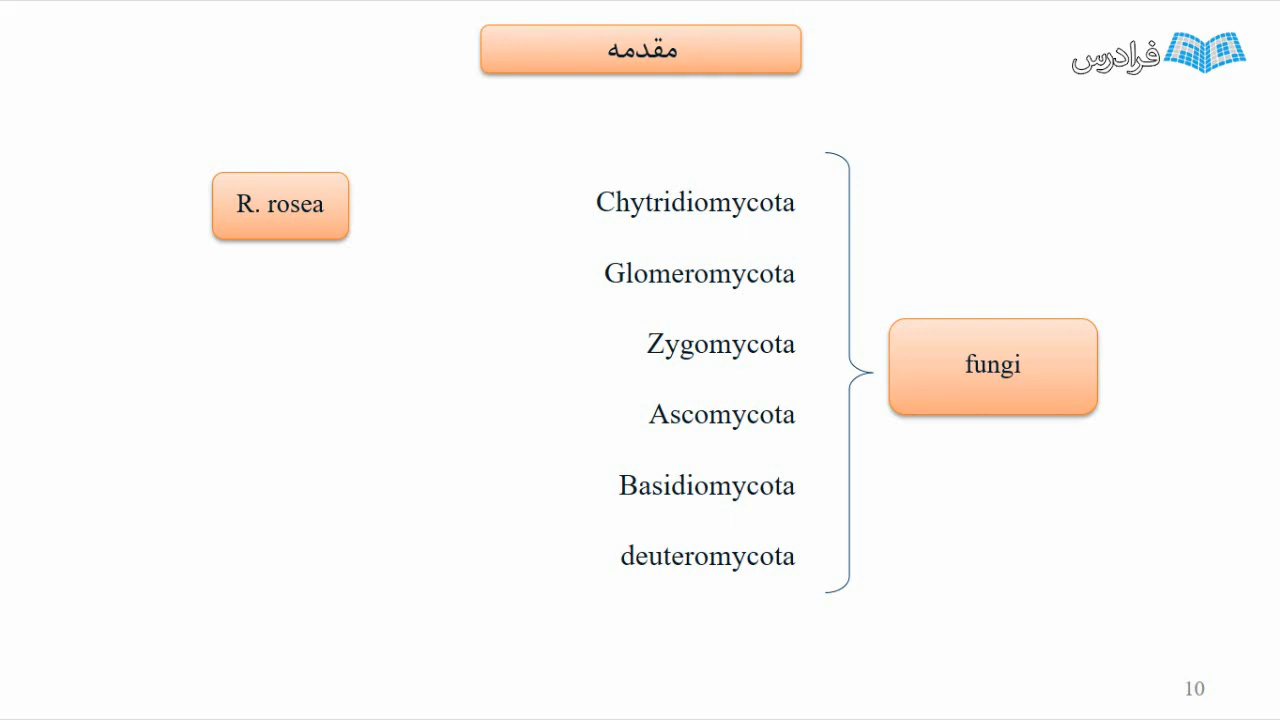 مقدمه
فرادرس
R. rosea
Chytridiomycota
Glomeromycota
Zygomycota
Ascomycota
Basidiomycota
deuteromycota
fungi
10